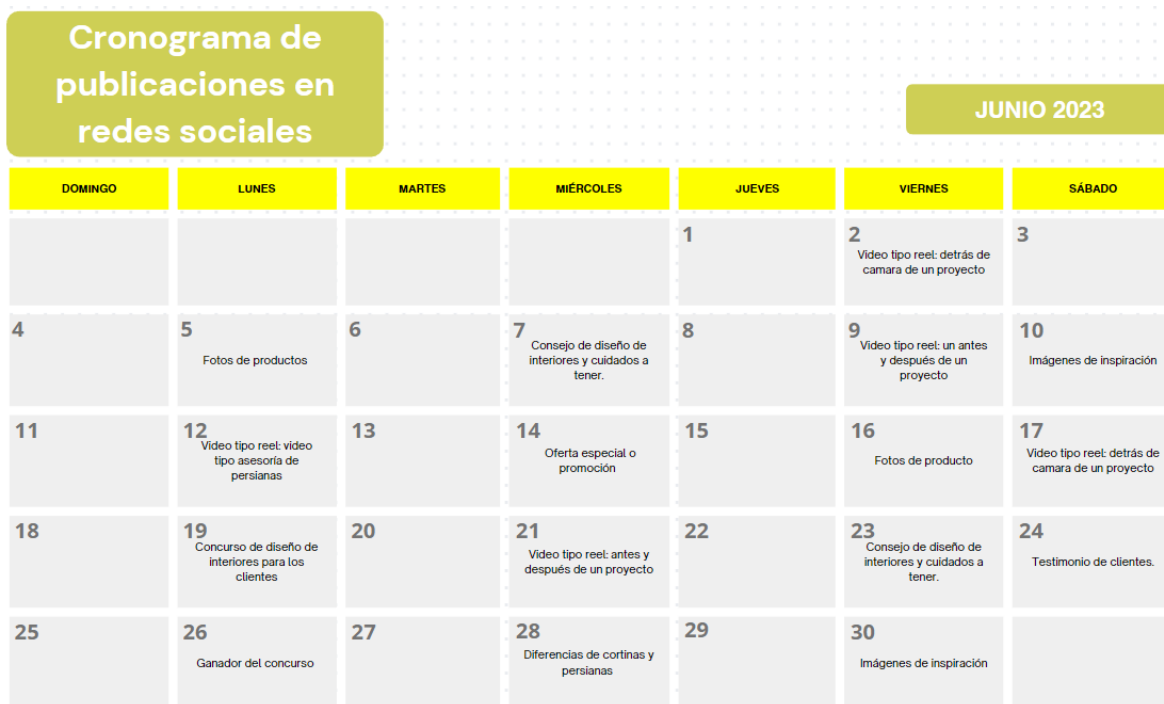 Cronograma de
publicaciones en
redes sociales
JUNIO 2023
DOMINGO
LUNES
MARTES
MIÉRCOLES
JUEVES
VIERNES
SÁBADO
1
2
Video tipo reel: detrás de
camara de un proyecto
3
4
5
Fotos de productos
6
7
Consejo de diseño de
interiores y cuidados a
tener.
8
9
Video tipo reel: un antes
y después de un
proyecto
10
Imágenes de inspiración
11
12
Video tipo reel: video
tipo asesoría de
persianas
13
14
Oferta especial o
promoción
15
16
Fotos de producto
17
Video tipo reel: detrás de
camara de un proyecto
18
19
Concurso de diseño de
interiores para los
clientes
20
21
Video tipo reel: antes y
después de un proyecto
22
23
Consejo de diseño de
interiores y cuidados a
tener.
24
Testimonio de clientes.
25
26
Ganador del concurso
27
28
Diferencias de cortinas y
persianas
29
30
Imágenes de inspiración